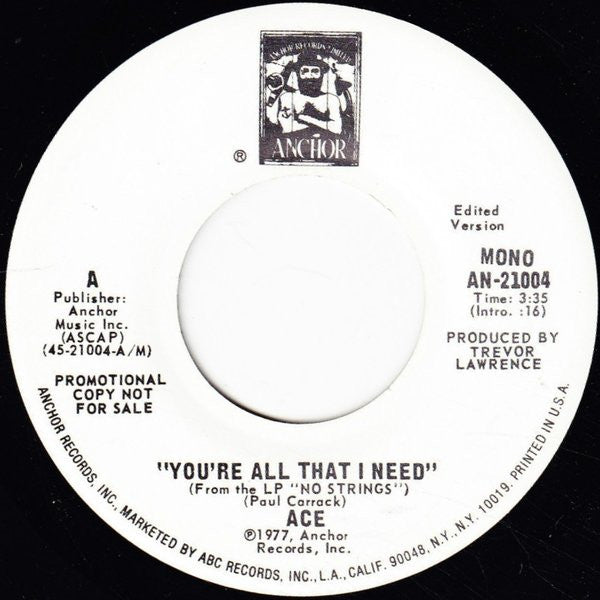 ANCHOR RECORDS LIMITED
ANCHOR
®
Edited
Version
MONO
AN-21004
Time: 3:35
(Intro. :16)
PRODUCED BY
TREVOR
LAWRENCE
A
Publisher:
Anchor
Music Inc.
(ASCAP)
(45-21004-A/M)
PROMOTIONAL
COPY NOT
FOR SALE
"YOU'RE ALL THAT I NEED"
(From the LP "NO STRINGS")
(Paul Carrack)
ACE
℗1977, Anchor
Records, Inc.
ANCHOR RECORDS, INC., MARKETED BY ABC RECORDS, INC., L.A., CALIF. 90048, N.Y., N.Y. 10019. PRINTED IN U.S.A.